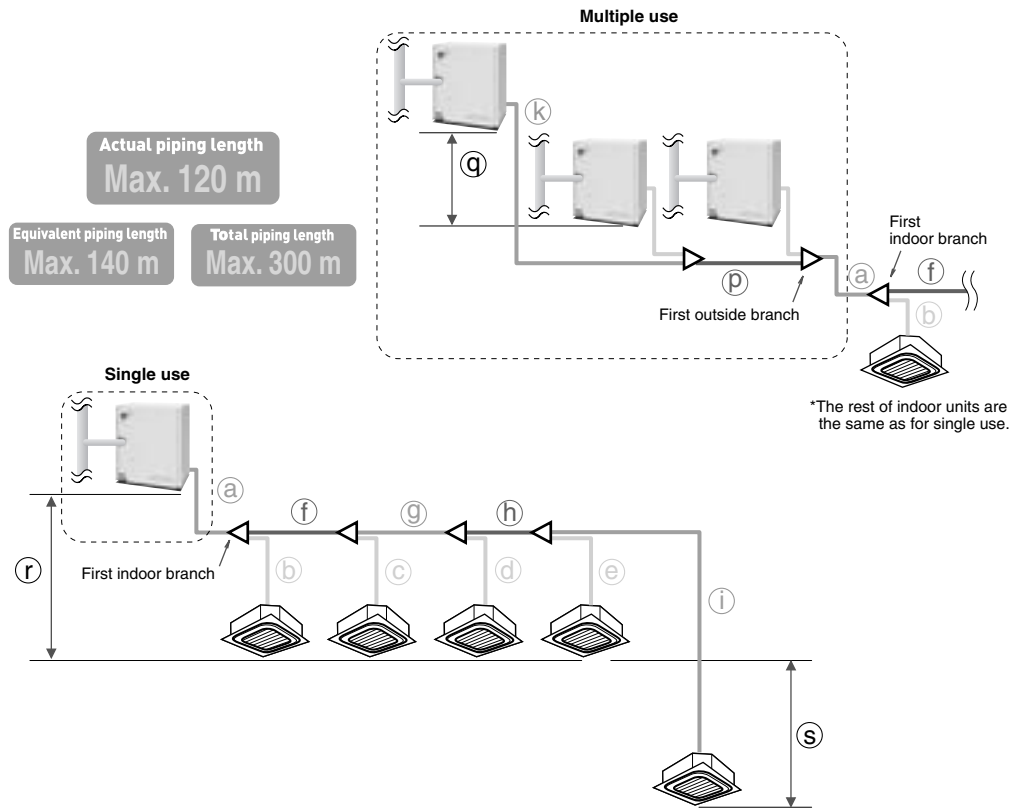 Multiple use
Actual piping length
Max. 120 m
Equivalent piping length
Max. 140 m
Total piping length
Max. 300 m
k
q
p
First outside branch
First
indoor branch
a
f
b
*The rest of indoor units are
the same as for single use.
Single use
a
f
g
h
First indoor branch
b
c
d
e
r
i
s